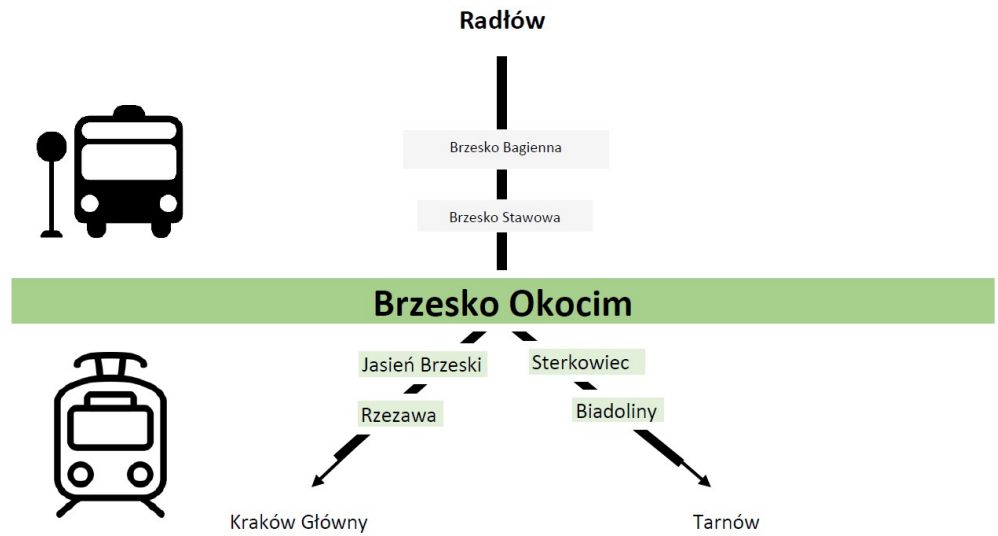 Radłów
Brzesko Bagienna
Brzesko Stawowa
Brzesko Okocim
Jasień Brzeski
Sterkowiec
Rzezawa
Biadoliny
Kraków Główny
Tarnów